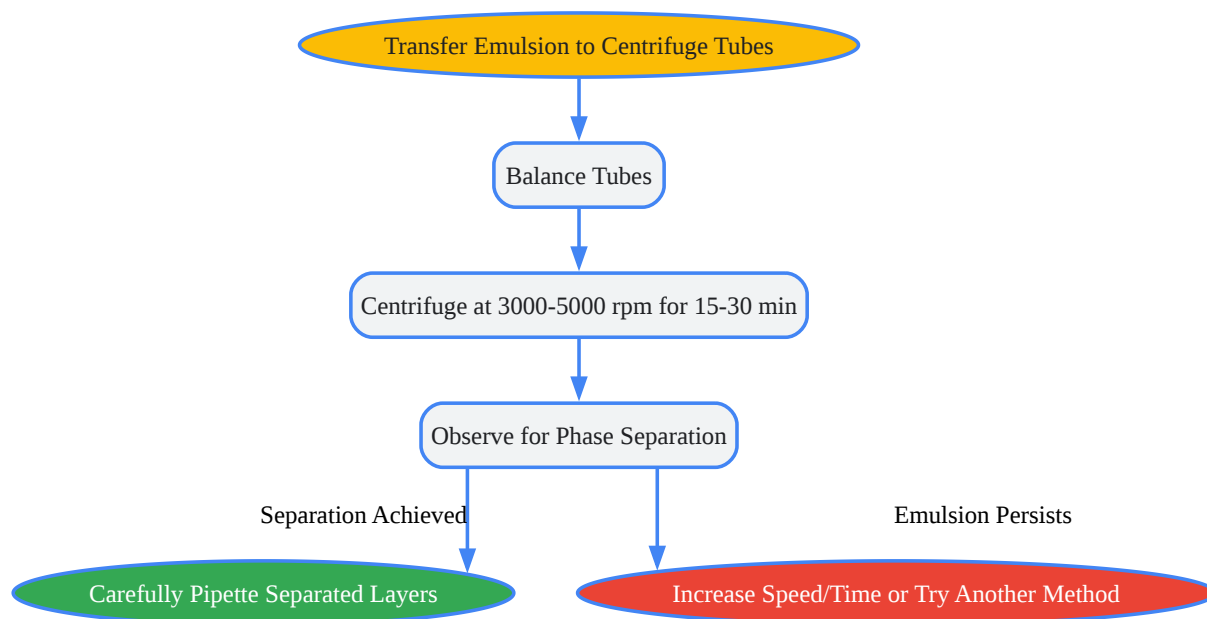 Transfer Emulsion to Centrifuge Tubes
Balance Tubes
Centrifuge at 3000-5000 rpm for 15-30 min
Observe for Phase Separation
Separation Achieved
Emulsion Persists
Carefully Pipette Separated Layers
Increase Speed/Time or Try Another Method